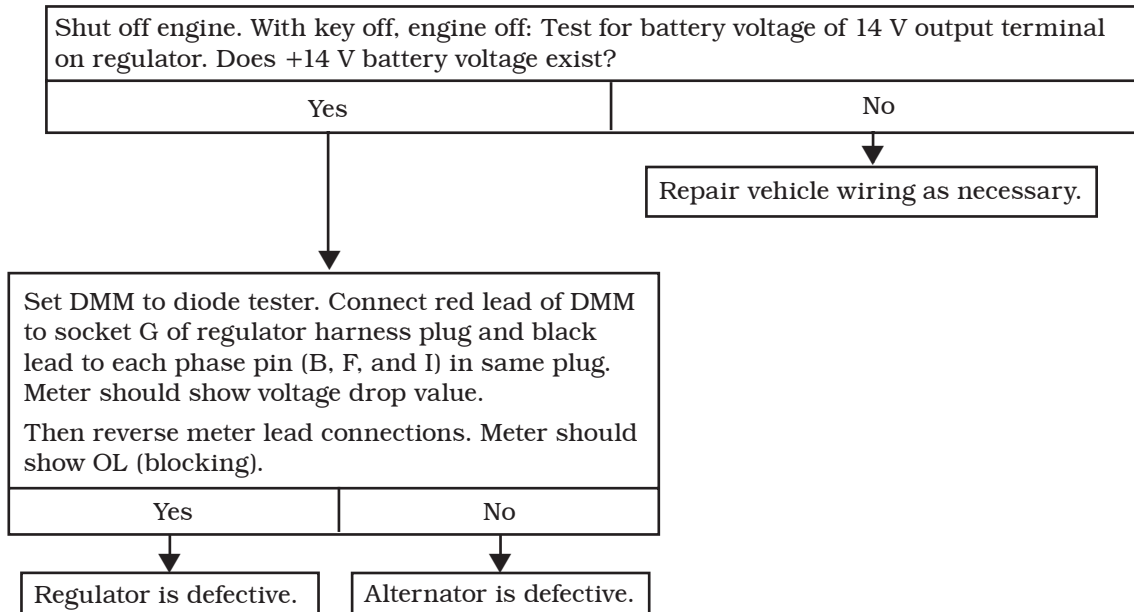 Shut off engine. With key off, engine off: Test for battery voltage of 14 V output terminal
on regulator. Does +14 V battery voltage exist?
Yes
No
Repair vehicle wiring as necessary.
Set DMM to diode tester. Connect red lead of DMM
to socket G of regulator harness plug and black
lead to each phase pin (B, F, and I) in same plug.
Meter should show voltage drop value.
Then reverse meter lead connections. Meter should
show OL (blocking).
Yes
No
Regulator is defective.
Alternator is defective.